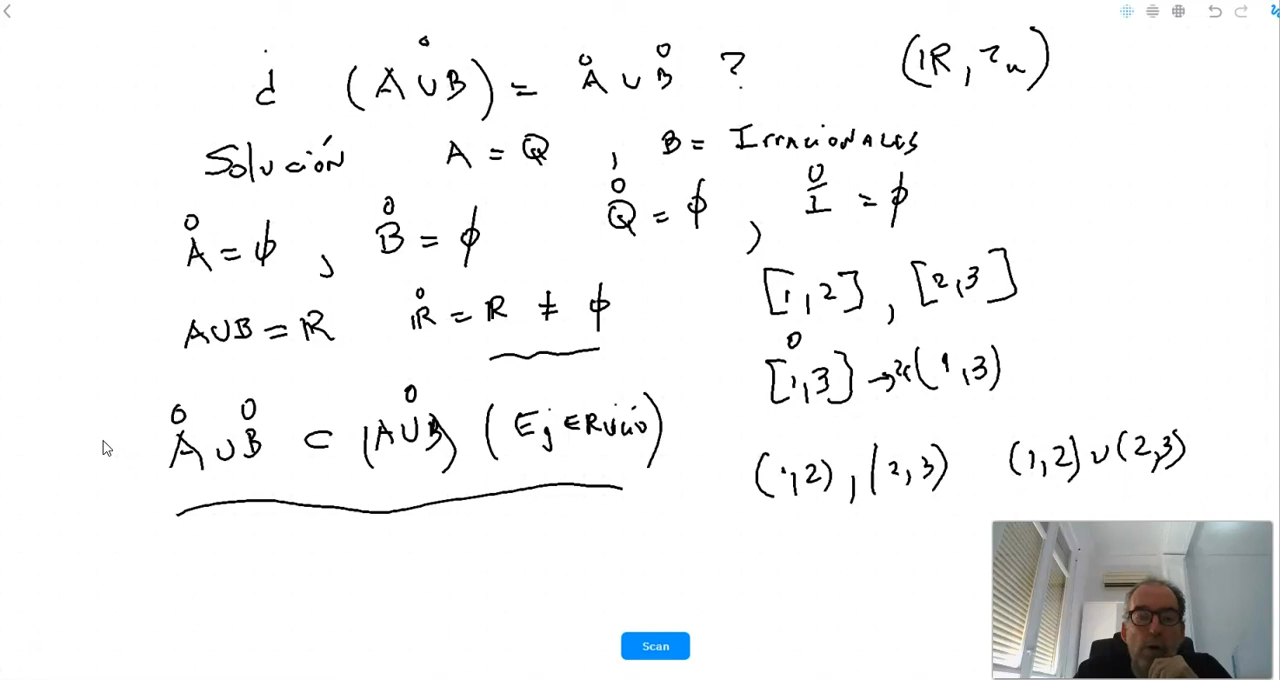 ¿ (A∪B)° = Å ∪ B̊ ? (ℝ, τu)
Solución A = Q , B = Irracionales
Å = ϕ , B̊ = ϕ Q̊ = ϕ , I̊ = ϕ
A∪B = ℝ ℝ̊ = ℝ ≠ ϕ
[1,2] , [2,3]
[1,3]° → (1,3)
Å ∪ B̊ ⊂ (A∪B)° (Ejercicio)
(1,2) , (2,3) (1,2) ∪ (2,3)
Scan